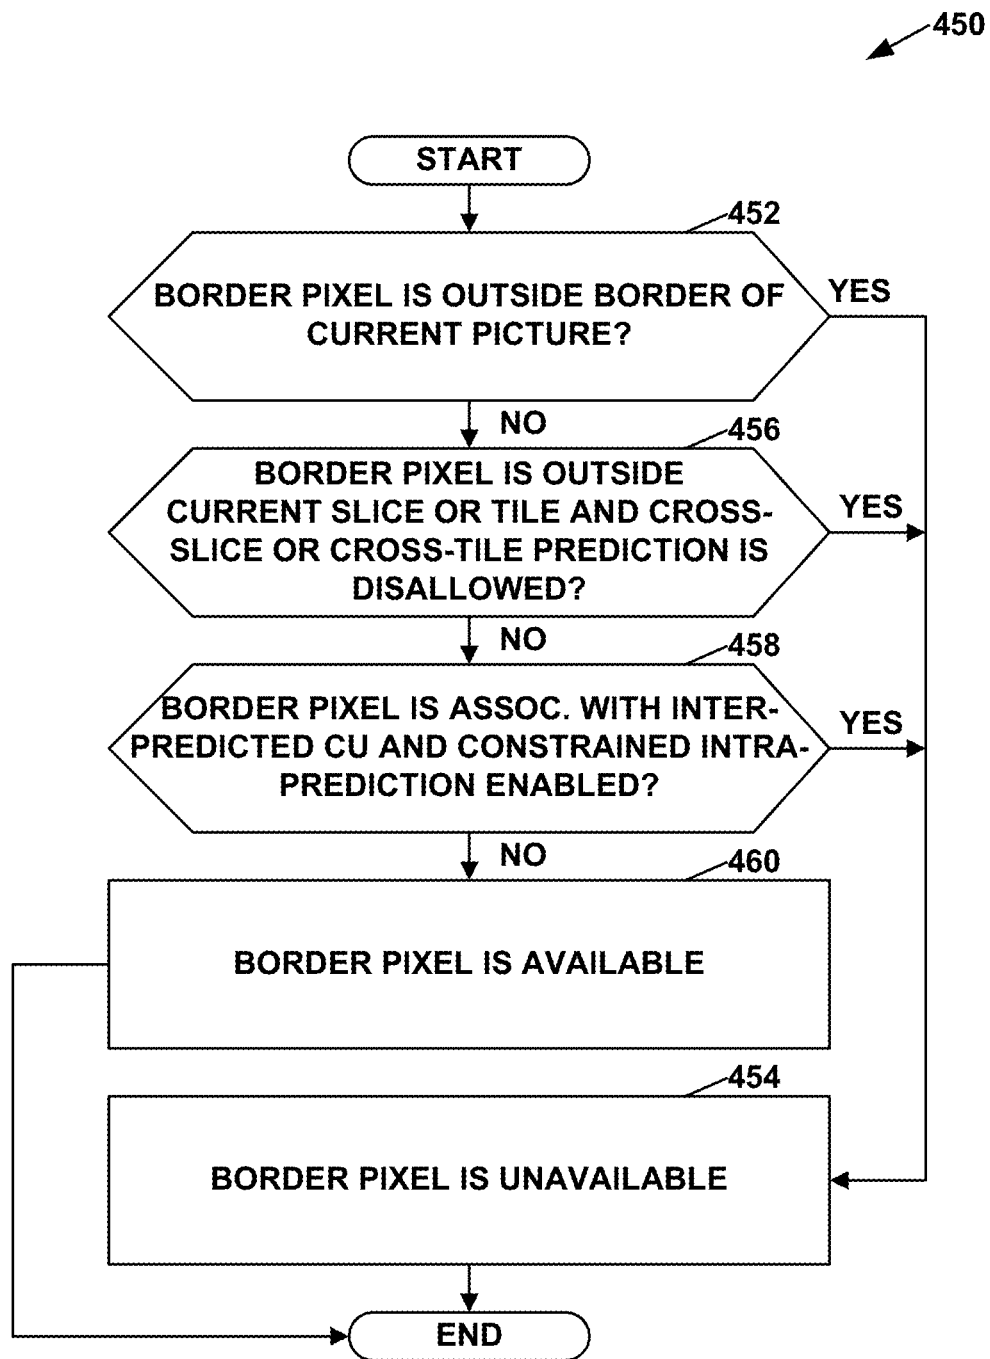 450
START
452
BORDER PIXEL IS OUTSIDE BORDER OF
CURRENT PICTURE?
YES
NO
456
BORDER PIXEL IS OUTSIDE
CURRENT SLICE OR TILE AND CROSS-
SLICE OR CROSS-TILE PREDICTION IS
DISALLOWED?
YES
NO
458
BORDER PIXEL IS ASSOC. WITH INTER-
PREDICTED CU AND CONSTRAINED INTRA-
PREDICTION ENABLED?
YES
NO
460
BORDER PIXEL IS AVAILABLE
454
BORDER PIXEL IS UNAVAILABLE
END